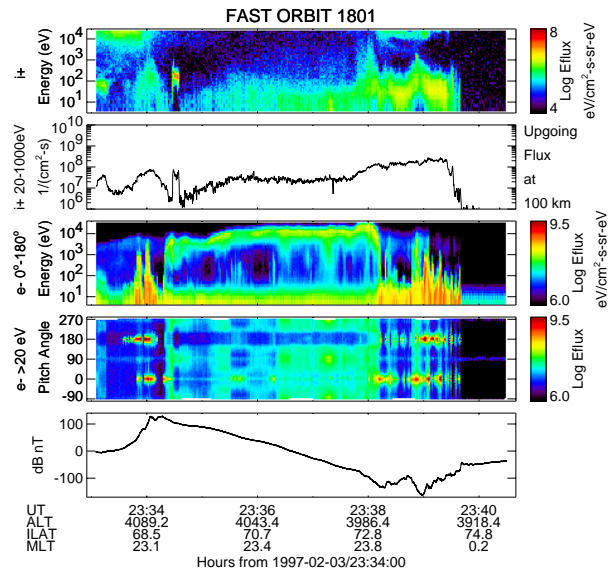 FAST ORBIT 1801
i+
Energy (eV)
10⁴
10³
10²
10¹
8
4
Log Eflux
eV/cm²-s-sr-eV
i+ 20-1000eV
1/(cm²-s)
10¹⁰
10⁹
10⁸
10⁷
10⁶
Upgoing
Flux
at
100 km
e- 0°-180°
Energy (eV)
10⁴
10³
10²
10¹
9.5
6.0
Log Eflux
eV/cm²-s-sr-eV
e- >20 eV
Pitch Angle
270
180
90
0
-90
9.5
6.0
Log Eflux
dB nT
100
0
-100
UT 23:34 23:36 23:38 23:40
ALT 4089.2 4043.4 3986.4 3918.4
ILAT 68.5 70.7 72.8 74.8
MLT 23.1 23.4 23.8 0.2
Hours from 1997-02-03/23:34:00